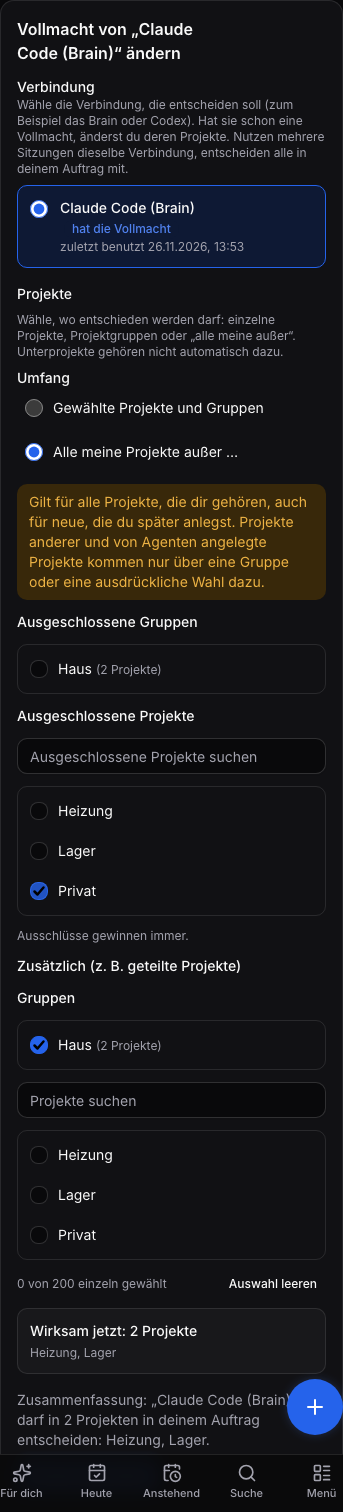 Vollmacht von „Claude
Code (Brain)“ ändern
Verbindung
Wähle die Verbindung, die entscheiden soll (zum
Beispiel das Brain oder Codex). Hat sie schon eine
Vollmacht, änderst du deren Projekte. Nutzen mehrere
Sitzungen dieselbe Verbindung, entscheiden alle in
deinem Auftrag mit.
Claude Code (Brain)
hat die Vollmacht
zuletzt benutzt 26.11.2026, 13:53
Projekte
Wähle, wo entschieden werden darf: einzelne
Projekte, Projektgruppen oder „alle meine außer“.
Unterprojekte gehören nicht automatisch dazu.
Umfang
Gewählte Projekte und Gruppen
Alle meine Projekte außer ...
Gilt für alle Projekte, die dir gehören, auch
für neue, die du später anlegst. Projekte
anderer und von Agenten angelegte
Projekte kommen nur über eine Gruppe
oder eine ausdrückliche Wahl dazu.
Ausgeschlossene Gruppen
Haus (2 Projekte)
Ausgeschlossene Projekte
Ausgeschlossene Projekte suchen
Heizung
Lager
Privat
Ausschlüsse gewinnen immer.
Zusätzlich (z. B. geteilte Projekte)
Gruppen
Haus (2 Projekte)
Projekte suchen
Heizung
Lager
Privat
0 von 200 einzeln gewählt Auswahl leeren
Wirksam jetzt: 2 Projekte
Heizung, Lager
Zusammenfassung: „Claude Code (Brain)
darf in 2 Projekten in deinem Auftrag
entscheiden: Heizung, Lager.
Für dich Heute Anstehend Suche Menü